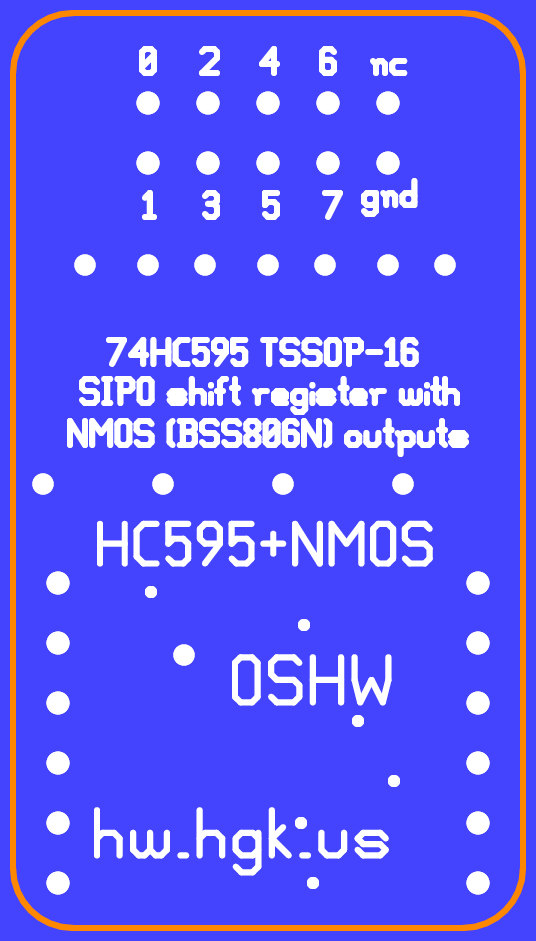 0 2 4 6 nc
1 3 5 7 gnd
74HC595 TSSOP-16
SIPO shift register with
NMOS (BSS806N) outputs
HC595+NMOS
OSHW
hw.hgk.us